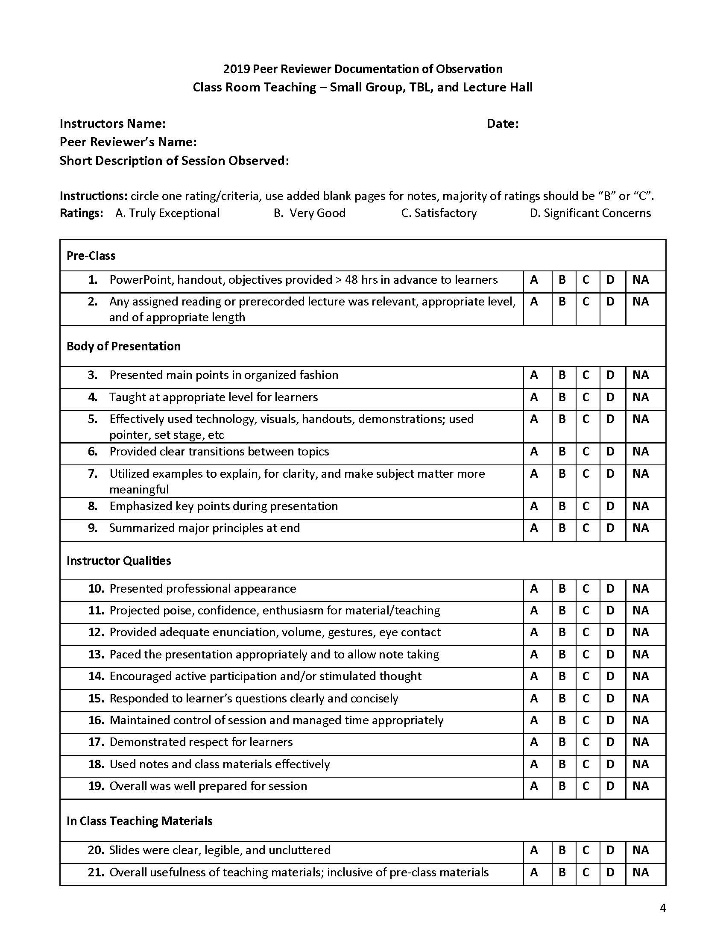 2019 Peer Reviewer Documentation of Observation
Class Room Teaching – Small Group, TBL, and Lecture Hall
Instructors Name: Date:
Peer Reviewer's Name:
Short Description of Session Observed:
Instructions: circle one rating/criteria, use added blank pages for notes, majority of ratings should be "B" or "C".
Ratings: A. Truly Exceptional B. Very Good C. Satisfactory D. Significant Concerns
Pre-Class
1. PowerPoint, handout, objectives provided > 48 hrs in advance to learners A B C D NA
2. Any assigned reading or prerecorded lecture was relevant, appropriate level, A B C D NA
and of appropriate length
Body of Presentation
3. Presented main points in organized fashion A B C D NA
4. Taught at appropriate level for learners A B C D NA
5. Effectively used technology, visuals, handouts, demonstrations; used A B C D NA
pointer, set stage, etc
6. Provided clear transitions between topics A B C D NA
7. Utilized examples to explain, for clarity, and make subject matter more A B C D NA
meaningful
8. Emphasized key points during presentation A B C D NA
9. Summarized major principles at end A B C D NA
Instructor Qualities
10. Presented professional appearance A B C D NA
11. Projected poise, confidence, enthusiasm for material/teaching A B C D NA
12. Provided adequate enunciation, volume, gestures, eye contact A B C D NA
13. Paced the presentation appropriately and to allow note taking A B C D NA
14. Encouraged active participation and/or stimulated thought A B C D NA
15. Responded to learner's questions clearly and concisely A B C D NA
16. Maintained control of session and managed time appropriately A B C D NA
17. Demonstrated respect for learners A B C D NA
18. Used notes and class materials effectively A B C D NA
19. Overall was well prepared for session A B C D NA
In Class Teaching Materials
20. Slides were clear, legible, and uncluttered A B C D NA
21. Overall usefulness of teaching materials; inclusive of pre-class materials A B C D NA
4